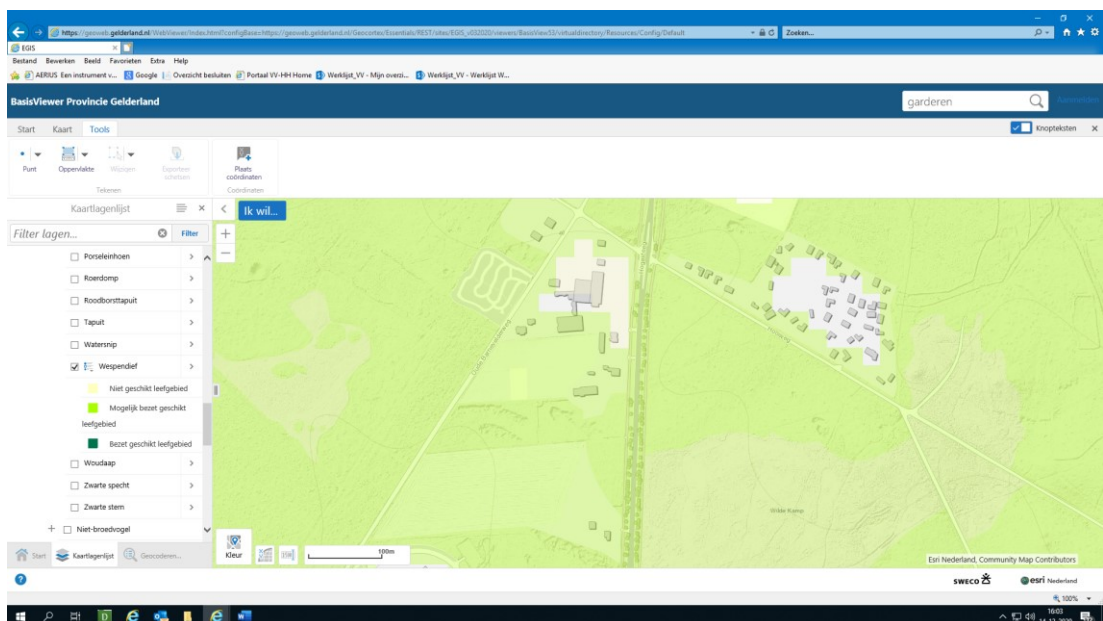 https://geoweb.gelderland.nl/WebViewer/Index.html?configBase=https://geoweb.gelderland.nl/Geocortex/Essentials/REST/sites/EGIS_v032020/viewers/BasisView53/virtualdirectory/Resources/Config/Default
Zoeken...
EGIS
Bestand Bewerken Beeld Favorieten Extra Help
AERIUS Een instrument v... Google Overzicht besluiten Portaal VV-HH Home Werklijst_VV - Mijn overzi... Werklijst_VV - Werklijst W...
BasisViewer Provincie Gelderland
garderen
Aanmelden
Start Kaart Tools
Knopteksten
Punt Oppervlakte Wijzigen Exporteer schetsen Plaats coördinaten
Tekenen Coördinaten
Kaartlagenlijst
Ik wil...
Filter lagen... Filter
Porseleinhoen
Roerdomp
Roodborsttapuit
Tapuit
Watersnip
Wespendief
Niet geschikt leefgebied
Mogelijk bezet geschikt
leefgebied
Bezet geschikt leefgebied
Woudaap
Zwarte specht
Zwarte stern
Niet-broedvogel
Wilde Kamp
Start Kaartlagenlijst Geocoderen...
Kleur
100m
Esri Nederland, Community Map Contributors
sweco esri Nederland
100%
16:03
14-12-2020